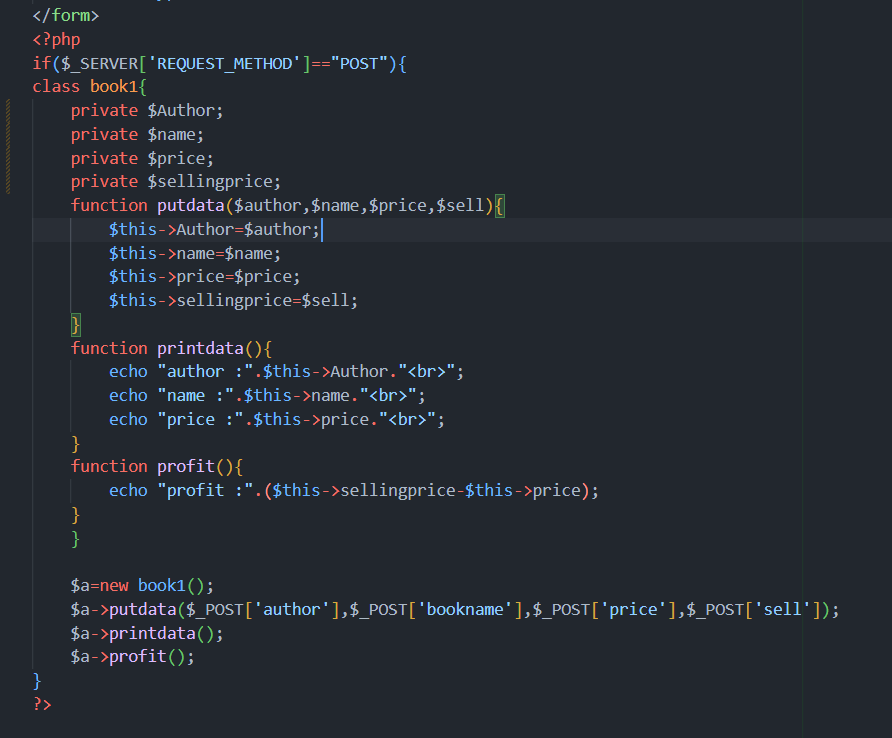 </form>
<?php
if($_SERVER['REQUEST_METHOD']=="POST"){
class book1{
    private $Author;
    private $name;
    private $price;
    private $sellingprice;
    function putdata($author,$name,$price,$sell){
        $this->Author=$author;
        $this->name=$name;
        $this->price=$price;
        $this->sellingprice=$sell;
    }
    function printdata(){
        echo "author :".$this->Author."<br>";
        echo "name :".$this->name."<br>";
        echo "price :".$this->price."<br>";
    }
    function profit(){
        echo "profit :".($this->sellingprice-$this->price);
    }
    }
    $a=new book1();
    $a->putdata($_POST['author'],$_POST['bookname'],$_POST['price'],$_POST['sell']);
    $a->printdata();
    $a->profit();
}
?>